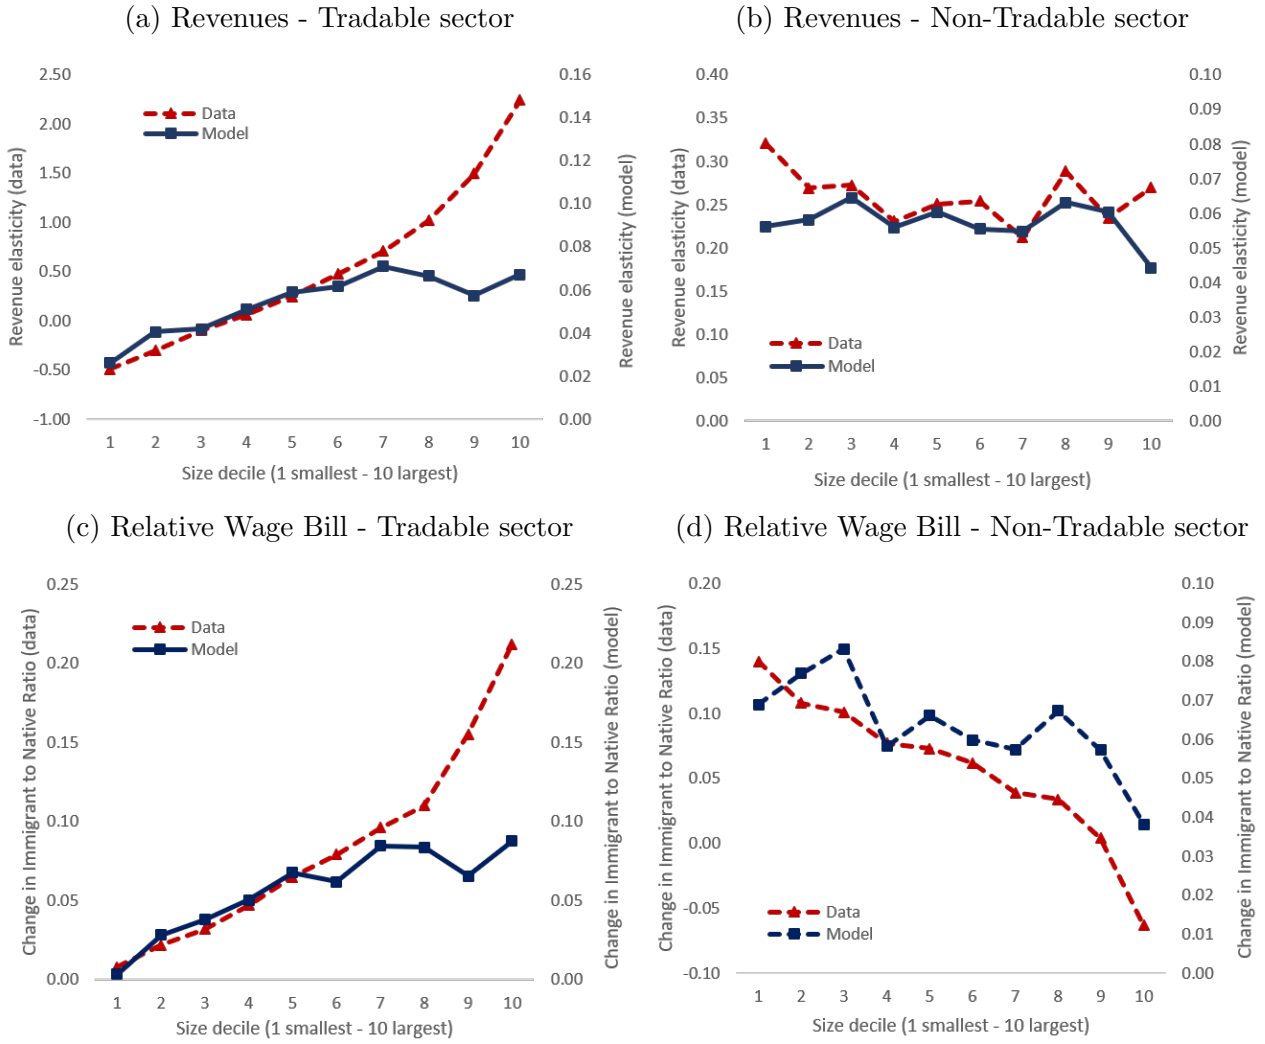 (a) Revenues - Tradable sector
Revenue elasticity (data)
2.50
2.00
1.50
1.00
0.50
0.00
-0.50
-1.00
Data
Model
0.16
0.14
0.12
0.10
0.08
0.06
0.04
0.02
0.00
Revenue elasticity (model)
1 2 3 4 5 6 7 8 9 10
Size decile (1 smallest - 10 largest)
(b) Revenues - Non-Tradable sector
Revenue elasticity (data)
0.40
0.35
0.30
0.25
0.20
0.15
0.10
0.05
0.00
Data
Model
0.10
0.09
0.08
0.07
0.06
0.05
0.04
0.03
0.02
0.01
0.00
Revenue elasticity (model)
1 2 3 4 5 6 7 8 9 10
Size decile (1 smallest - 10 largest)
(c) Relative Wage Bill - Tradable sector
Change in Immigrant to Native Ratio (data)
0.25
0.20
0.15
0.10
0.05
0.00
Data
Model
0.25
0.20
0.15
0.10
0.05
0.00
Change in Immigrant to Native Ratio (model)
1 2 3 4 5 6 7 8 9 10
Size decile (1 smallest - 10 largest)
(d) Relative Wage Bill - Non-Tradable sector
Change in Immigrant to Native Ratio (data)
0.20
0.15
0.10
0.05
0.00
-0.05
-0.10
Data
Model
0.10
0.09
0.08
0.07
0.06
0.05
0.04
0.03
0.02
0.01
0.00
Change in Immigrant to Native Ratio (model)
1 2 3 4 5 6 7 8 9 10
Size decile (1 smallest - 10 largest)